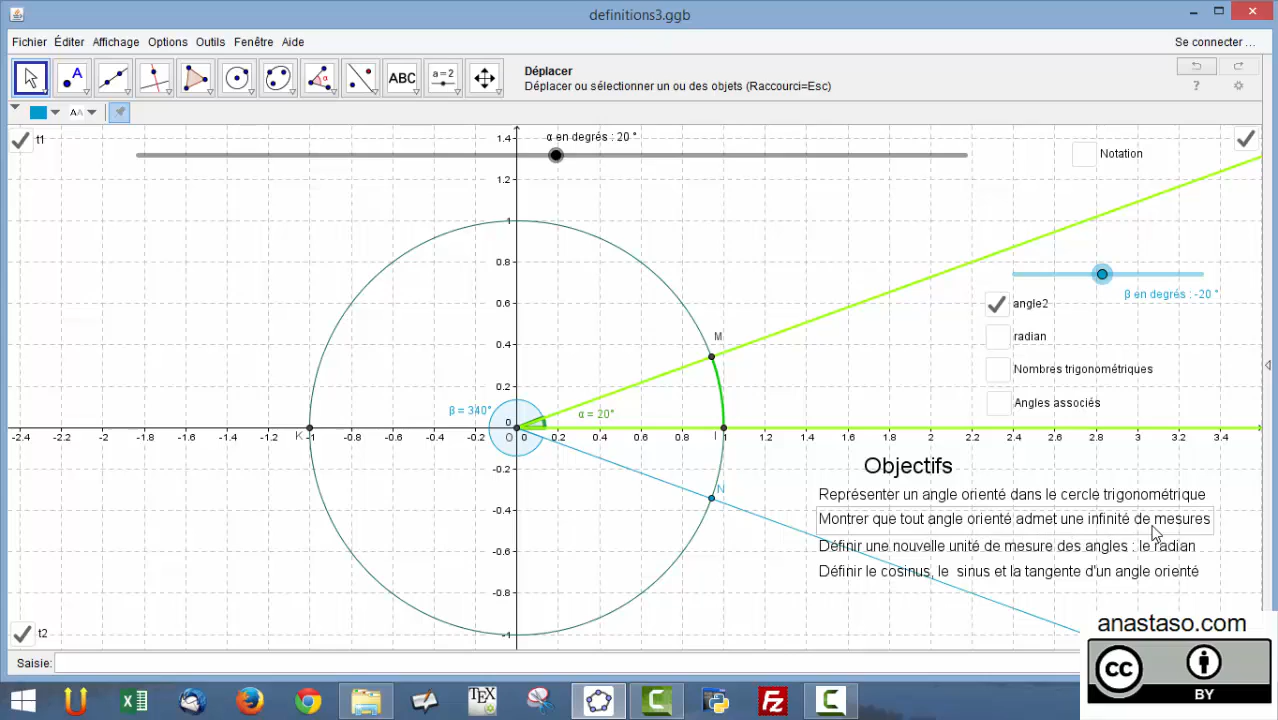 definitions3.ggb
Fichier Éditer Affichage Options Outils Fenêtre Aide Se connecter ...
A ABC a=2 Déplacer
Déplacer ou sélectionner un ou des objets (Raccourci=Esc)
AA
t1 α en degrés : 20 ° 1.4
Notation
1.2
1
0.8
β en degrés : -20 °
0.6 angle2
M
0.4 radian
0.2 Nombres trigonométriques
β = 340° α = 20° Angles associés
0
-2.4 -2.2 -2 -1.8 -1.6 -1.4 -1.2 K -1 -0.8 -0.6 -0.4 -0.2 O 0 0.2 0.4 0.6 0.8 I 1 1.2 1.4 1.6 1.8 2 2.2 2.4 2.6 2.8 3 3.2 3.4
-0.2 Objectifs
N
Représenter un angle orienté dans le cercle trigonométrique
-0.4
Montrer que tout angle orienté admet une infinité de mesures
Définir une nouvelle unité de mesure des angles : le radian
-0.6
Définir le cosinus, le sinus et la tangente d'un angle orienté
-0.8
anastaso.com
t2 -1
Saisie:
cc
BY
TEX